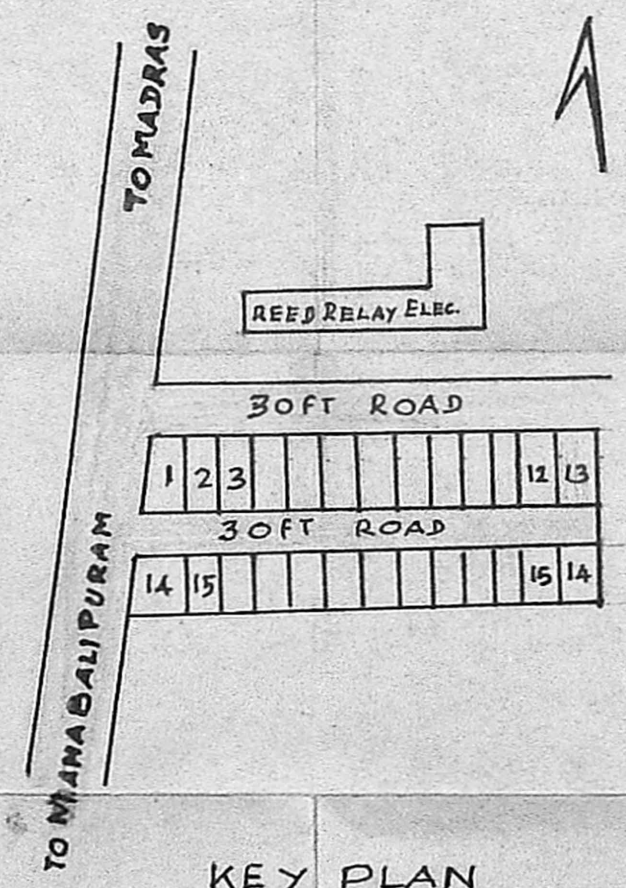 TO MADRAS
REED RELAY ELEC.
30FT ROAD
1 2 3 12 13
30FT ROAD
14 15 15 14
TO MAHABALIPURAM
KEY PLAN